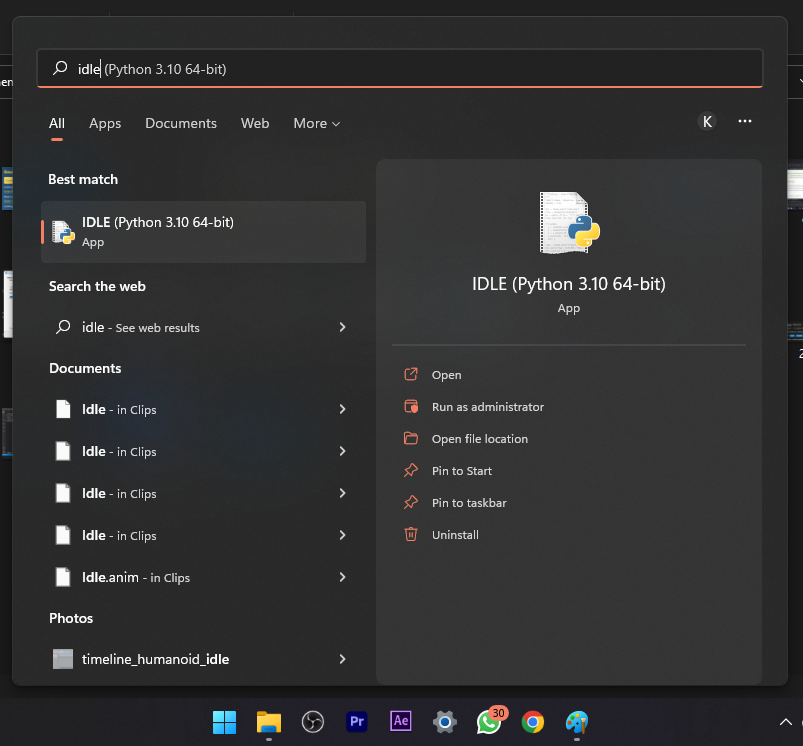 idle (Python 3.10 64-bit)
All Apps Documents Web More
K
Best match
IDLE (Python 3.10 64-bit)
App
Search the web
idle - See web results
Documents
Idle - in Clips
Idle - in Clips
Idle - in Clips
Idle - in Clips
Idle.anim - in Clips
Photos
timeline_humanoid_idle
IDLE (Python 3.10 64-bit)
App
Open
Run as administrator
Open file location
Pin to Start
Pin to taskbar
Uninstall
Pr
Ae
30